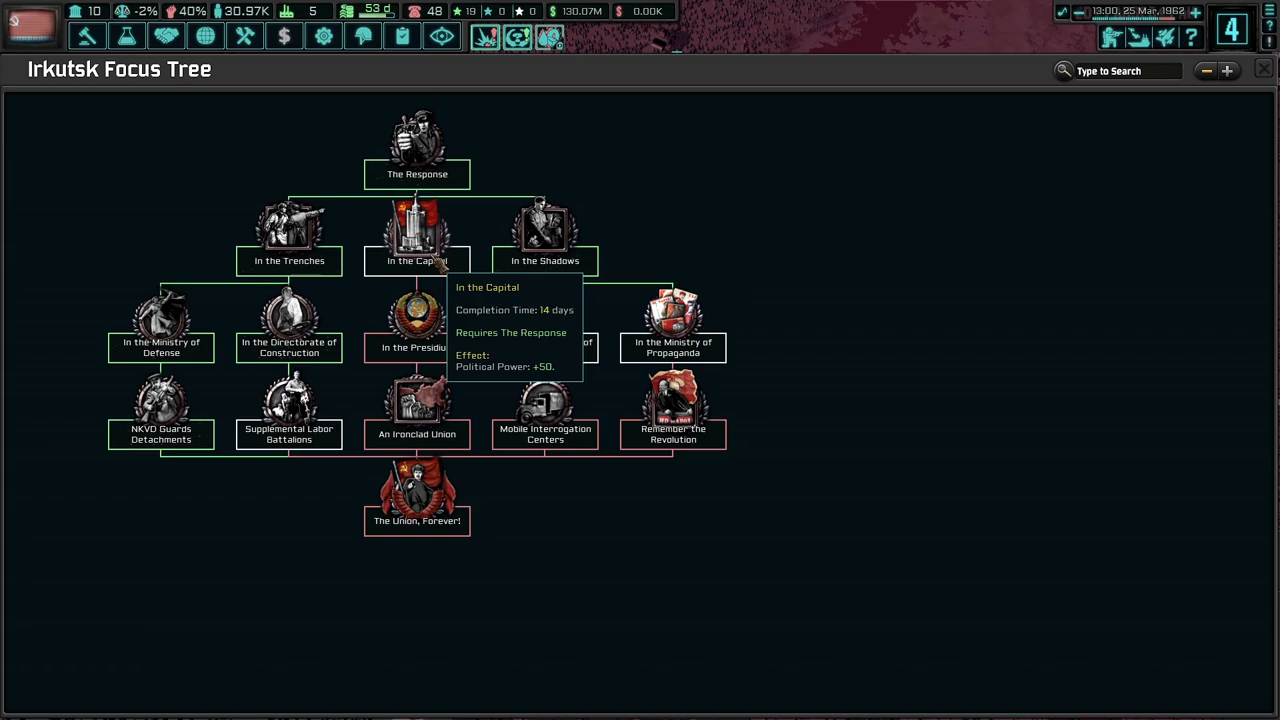 10 -2% 40% 30.97K 5 53 d 48 19 0 0 130.07M 0.00K
13:00, 25 Mar, 1962
4
Irkutsk Focus Tree
Type to Search
The Response
In the Trenches
In the Capital
In the Shadows
In the Capital
Completion Time: 14 days
Requires The Response
Effect:
Political Power: +50.
In the Ministry of
Defense
In the Directorate of
Construction
In the Presidiu
of
In the Ministry of
Propaganda
NKVD Guards
Detachments
Supplemental Labor
Battalions
An Ironclad Union
Mobile Interrogation
Centers
Remember the
Revolution
The Union, Forever!